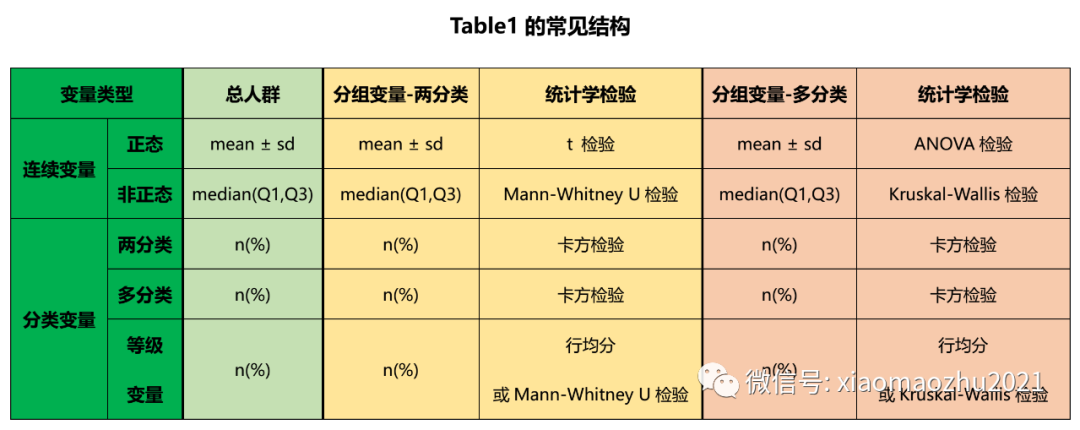 Table1 的常见结构
变量类型 总人群 分组变量-两分类 统计学检验 分组变量-多分类 统计学检验
连续变量 正态 mean ± sd mean ± sd t 检验 mean ± sd ANOVA 检验
非正态 median(Q1,Q3) median(Q1,Q3) Mann-Whitney U 检验 median(Q1,Q3) Kruskal-Wallis 检验
分类变量 两分类 n(%) n(%) 卡方检验 n(%) 卡方检验
多分类 n(%) n(%) 卡方检验 n(%) 卡方检验
等级 行均分 行均分
n(%) n(%) n(%)
变量 或 Mann-Whitney U 检验 或 Kruskal-Wallis 检验
微信号: xiaomaozhu2021